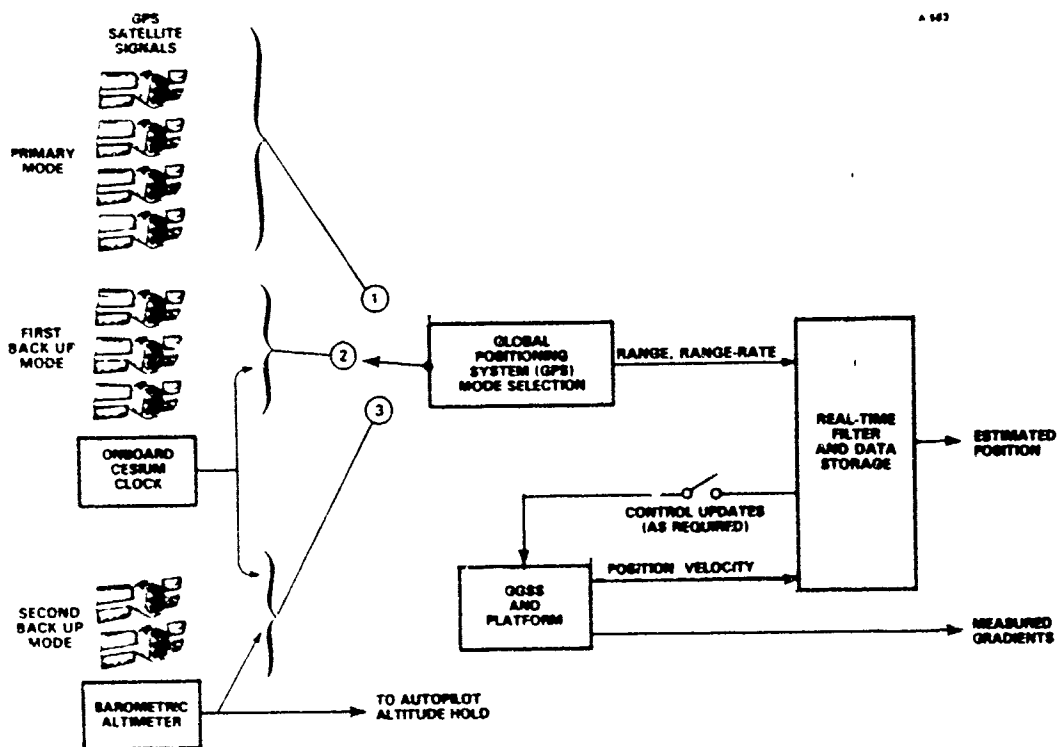 GPS
SATELLITE
SIGNALS
PRIMARY
MODE
FIRST
BACK UP
MODE
ONBOARD
CESIUM
CLOCK
SECOND
BACK UP
MODE
BAROMETRIC
ALTIMETER
TO AUTOPILOT
ALTITUDE HOLD
1
2
3
GLOBAL
POSITIONING
SYSTEM (GPS)
MODE SELECTION
RANGE, RANGE-RATE
REAL-TIME
FILTER
AND DATA
STORAGE
ESTIMATED
POSITION
CONTROL UPDATES
(AS REQUIRED)
GGSS
AND
PLATFORM
POSITION VELOCITY
MEASURED
GRADIENTS